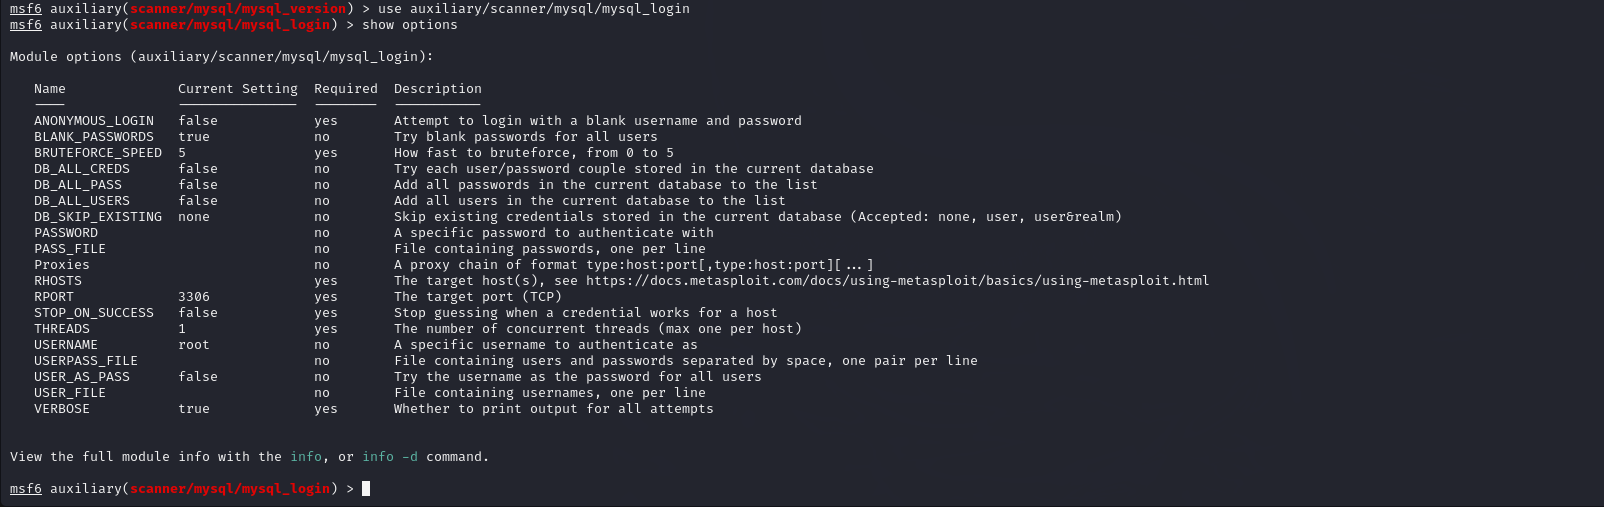 msf6 auxiliary(scanner/mysql/mysql_version) > use auxiliary/scanner/mysql/mysql_login
msf6 auxiliary(scanner/mysql/mysql_login) > show options
Module options (auxiliary/scanner/mysql/mysql_login):
Name Current Setting Required Description
---- --------------- -------- -----------
ANONYMOUS_LOGIN false yes Attempt to login with a blank username and password
BLANK_PASSWORDS true no Try blank passwords for all users
BRUTEFORCE_SPEED 5 yes How fast to bruteforce, from 0 to 5
DB_ALL_CREDS false no Try each user/password couple stored in the current database
DB_ALL_PASS false no Add all passwords in the current database to the list
DB_ALL_USERS false no Add all users in the current database to the list
DB_SKIP_EXISTING none no Skip existing credentials stored in the current database (Accepted: none, user, user&realm)
PASSWORD no A specific password to authenticate with
PASS_FILE no File containing passwords, one per line
Proxies no A proxy chain of format type:host:port[,type:host:port][...]
RHOSTS yes The target host(s), see https://docs.metasploit.com/docs/using-metasploit/basics/using-metasploit.html
RPORT 3306 yes The target port (TCP)
STOP_ON_SUCCESS false yes Stop guessing when a credential works for a host
THREADS 1 yes The number of concurrent threads (max one per host)
USERNAME root no A specific username to authenticate as
USERPASS_FILE no File containing users and passwords separated by space, one pair per line
USER_AS_PASS false no Try the username as the password for all users
USER_FILE no File containing usernames, one per line
VERBOSE true yes Whether to print output for all attempts
View the full module info with the info, or info -d command.
msf6 auxiliary(scanner/mysql/mysql_login) >